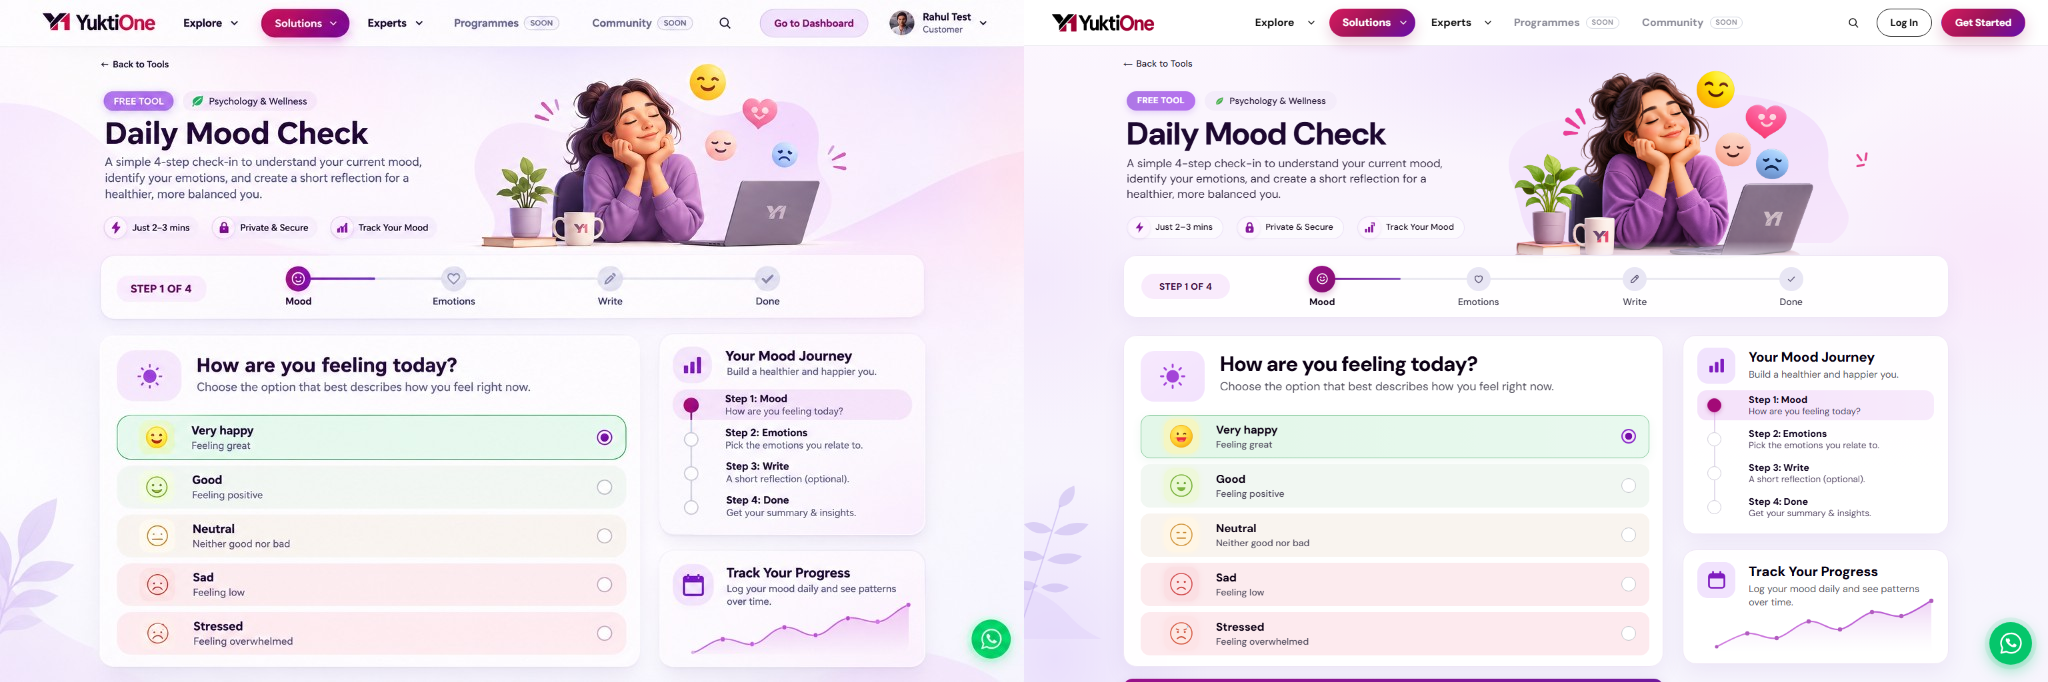 YuktiOne Explore Solutions Experts Programmes SOON Community SOON Go to Dashboard Rahul Test
Customer
← Back to Tools
FREE TOOL Psychology & Wellness
Daily Mood Check
A simple 4-step check-in to understand your current mood,
identify your emotions, and create a short reflection for a
healthier, more balanced you.
Just 2–3 mins Private & Secure Track Your Mood
STEP 1 OF 4
Mood Emotions Write Done
How are you feeling today?
Choose the option that best describes how you feel right now.
Very happy
Feeling great
Good
Feeling positive
Neutral
Neither good nor bad
Sad
Feeling low
Stressed
Feeling overwhelmed
Your Mood Journey
Build a healthier and happier you.
Step 1: Mood
How are you feeling today?
Step 2: Emotions
Pick the emotions you relate to.
Step 3: Write
A short reflection (optional).
Step 4: Done
Get your summary & insights.
Track Your Progress
Log your mood daily and see patterns
over time.
YuktiOne Explore Solutions Experts Programmes SOON Community SOON Log In Get Started
← Back to Tools
FREE TOOL Psychology & Wellness
Daily Mood Check
A simple 4-step check-in to understand your current mood,
identify your emotions, and create a short reflection for a
healthier, more balanced you.
Just 2–3 mins Private & Secure Track Your Mood
STEP 1 OF 4
Mood Emotions Write Done
How are you feeling today?
Choose the option that best describes how you feel right now.
Very happy
Feeling great
Good
Feeling positive
Neutral
Neither good nor bad
Sad
Feeling low
Stressed
Feeling overwhelmed
Your Mood Journey
Build a healthier and happier you.
Step 1: Mood
How are you feeling today?
Step 2: Emotions
Pick the emotions you relate to.
Step 3: Write
A short reflection (optional).
Step 4: Done
Get your summary & insights.
Track Your Progress
Log your mood daily and see patterns
over time.